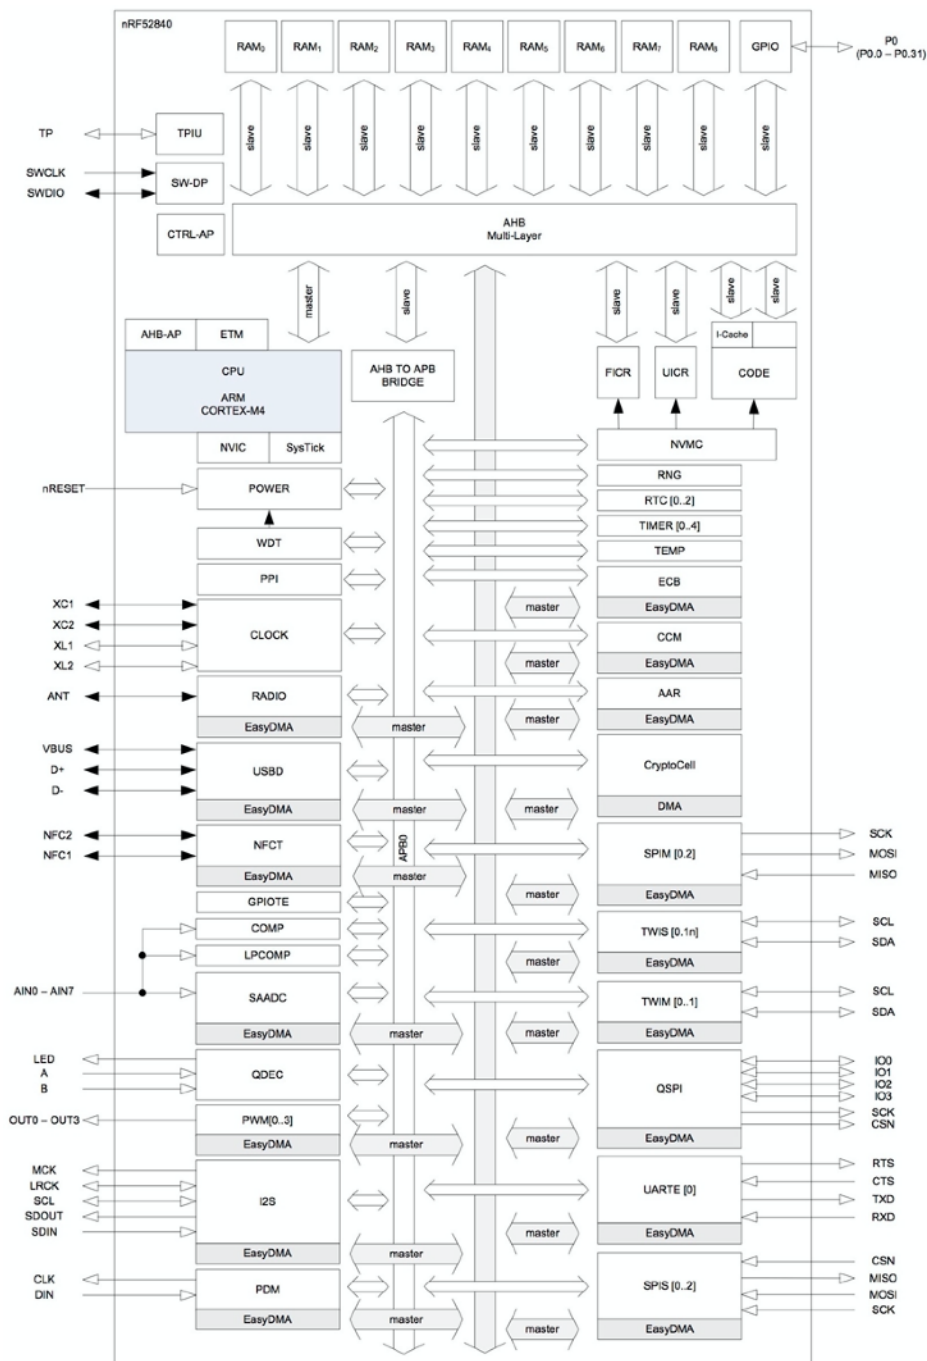 nRF52840
RAM0
RAM1
RAM2
RAM3
RAM4
RAM5
RAM6
RAM7
RAM8
GPIO
P0
(P0.0 – P0.31)
slave
slave
slave
slave
slave
slave
slave
slave
slave
slave
TP
TPIU
SWCLK
SWDIO
SW-DP
CTRL-AP
AHB
Multi-Layer
master
slave
slave
slave
slave
slave
AHB-AP
ETM
CPU
ARM
CORTEX-M4
NVIC
SysTick
AHB TO APB
BRIDGE
FICR
UICR
I-Cache
CODE
NVMC
nRESET
POWER
RNG
RTC [0..2]
WDT
TIMER [0..4]
TEMP
PPI
ECB
master
EasyDMA
XC1
XC2
XL1
XL2
CLOCK
CCM
master
EasyDMA
ANT
RADIO
EasyDMA
master
AAR
master
EasyDMA
VBUS
D+
D-
USBD
EasyDMA
master
CryptoCell
master
DMA
NFC2
NFC1
NFCT
EasyDMA
master
APB0
SPIM [0.2]
master
EasyDMA
SCK
MOSI
MISO
GPIOTE
COMP
LPCOMP
TWIS [0.1n]
master
EasyDMA
SCL
SDA
AIN0 – AIN7
SAADC
EasyDMA
master
TWIM [0..1]
master
EasyDMA
SCL
SDA
LED
A
B
QDEC
QSPI
IO0
IO1
IO2
IO3
SCK
CSN
OUT0 – OUT3
PWM[0..3]
EasyDMA
master
master
EasyDMA
MCK
LRCK
SCL
SDOUT
SDIN
I2S
EasyDMA
master
UARTE [0]
master
EasyDMA
RTS
CTS
TXD
RXD
CLK
DIN
PDM
EasyDMA
master
SPIS [0..2]
master
EasyDMA
CSN
MISO
MOSI
SCK